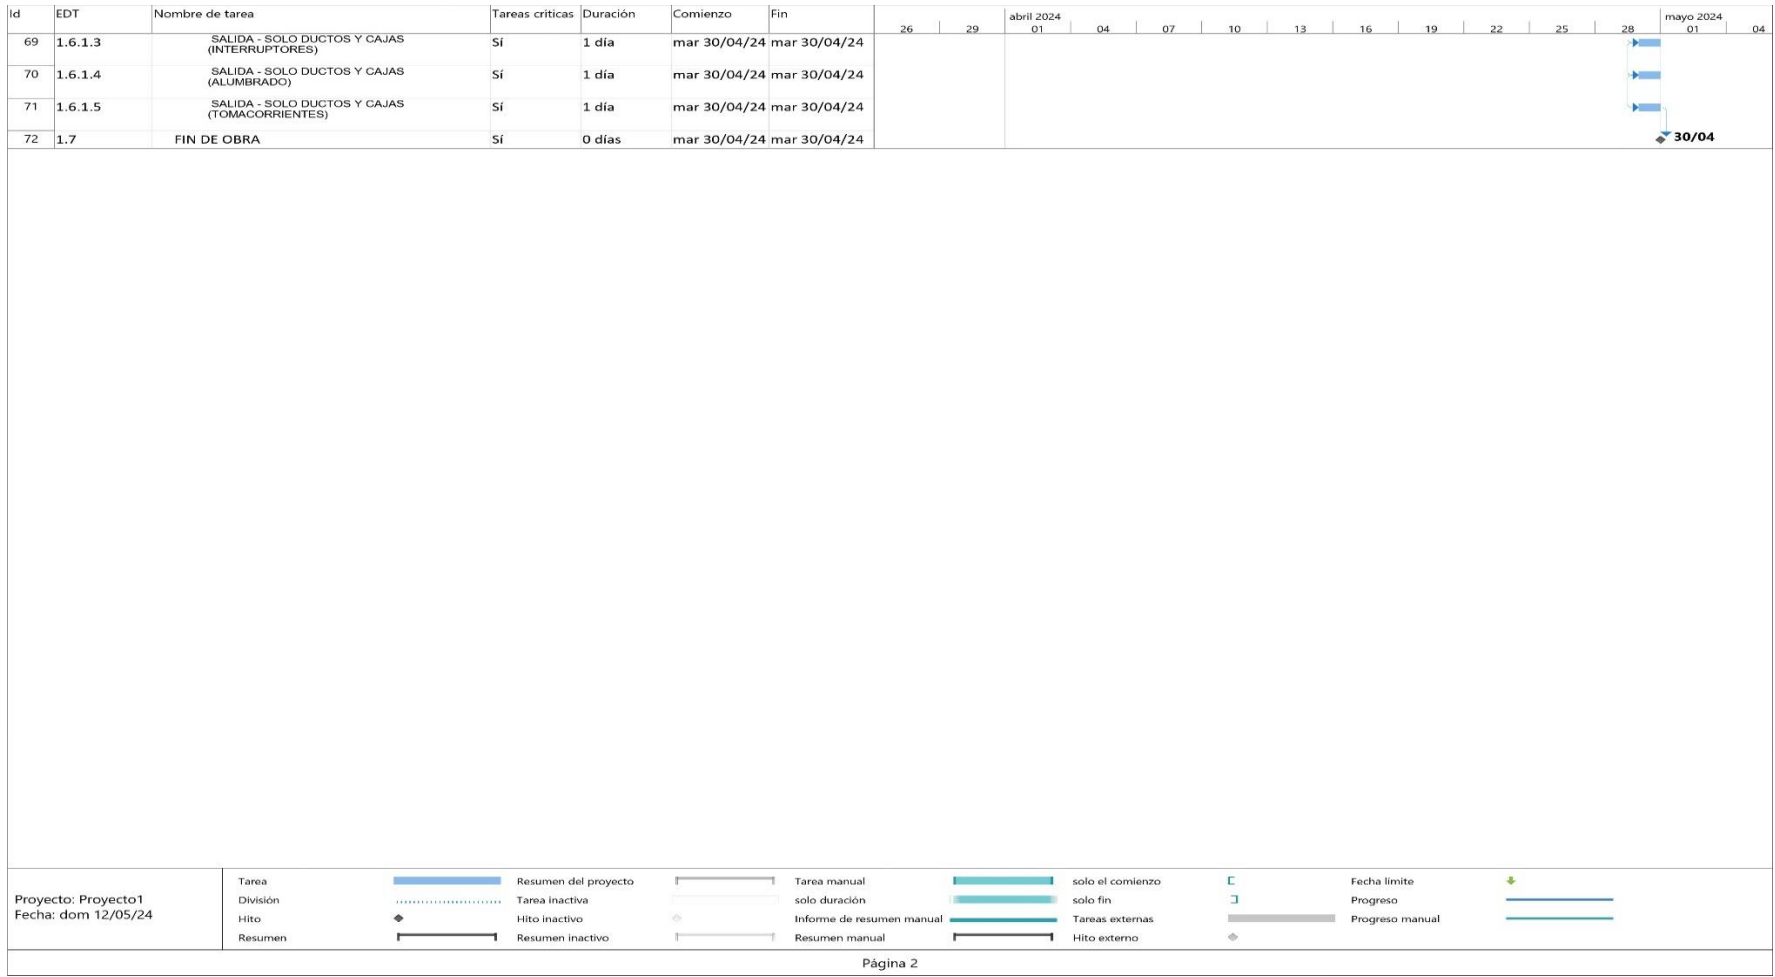 Id EDT Nombre de tarea Tareas criticas Duración Comienzo Fin abril 2024 mayo 2024
26 29 01 04 07 10 13 16 19 22 25 28 01 04
69 1.6.1.3 SALIDA - SOLO DUCTOS Y CAJAS Sí 1 día mar 30/04/24 mar 30/04/24
(INTERRUPTORES)
70 1.6.1.4 SALIDA - SOLO DUCTOS Y CAJAS Sí 1 día mar 30/04/24 mar 30/04/24
(ALUMBRADO)
71 1.6.1.5 SALIDA - SOLO DUCTOS Y CAJAS Sí 1 día mar 30/04/24 mar 30/04/24
(TOMACORRIENTES)
72 1.7 FIN DE OBRA Sí 0 días mar 30/04/24 mar 30/04/24 30/04
Proyecto: Proyecto1
Fecha: dom 12/05/24
Tarea Resumen del proyecto Tarea manual solo el comienzo Fecha límite
División Tarea inactiva solo duración solo fin Progreso
Hito Hito inactivo Informe de resumen manual Tareas externas Progreso manual
Resumen Resumen inactivo Resumen manual Hito externo
Página 2